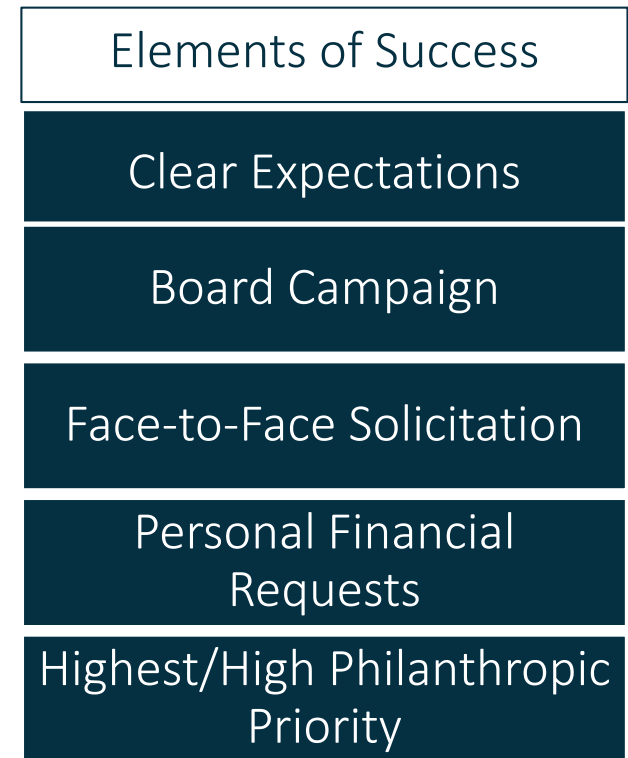 Elements of Success
Clear Expectations
Board Campaign
Face-to-Face Solicitation
Personal Financial
Requests
Highest/High Philanthropic
Priority